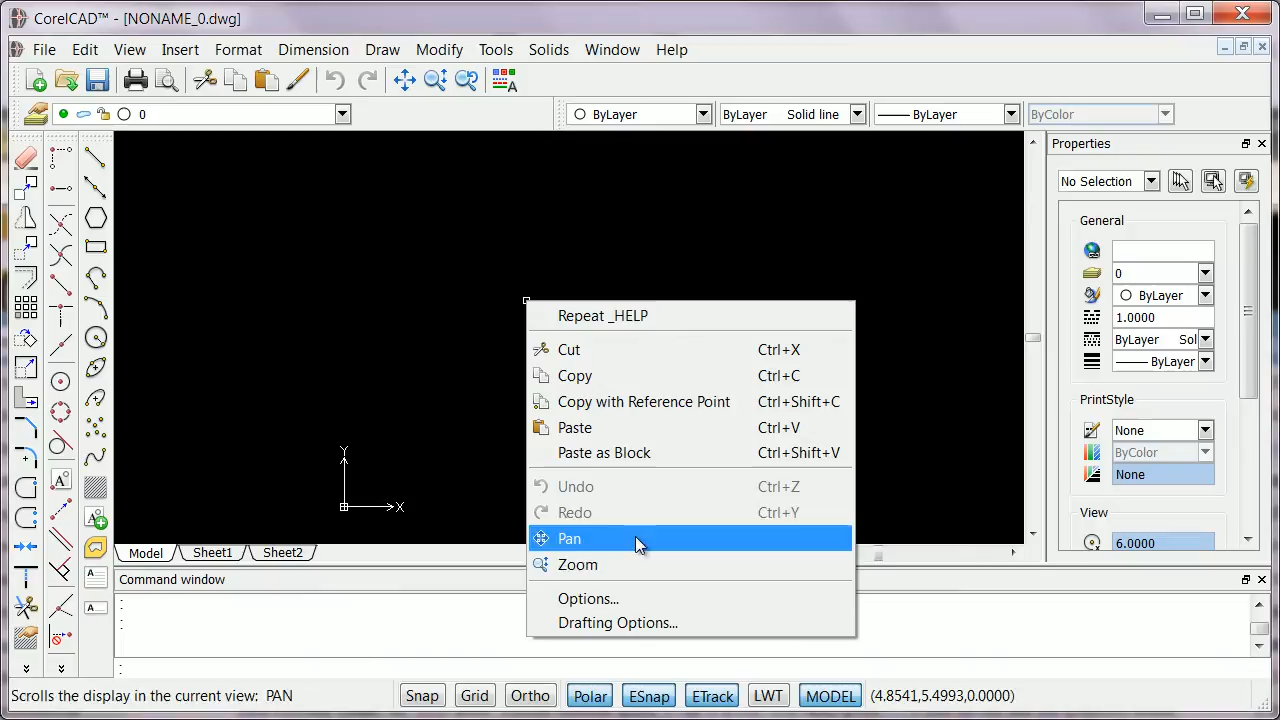 CorelCAD™ - [NONAME_0.dwg]
File Edit View Insert Format Dimension Draw Modify Tools Solids Window Help
0 ByLayer ByLayer Solid line ByLayer ByColor
Properties
No Selection
General
0
ByLayer
1.0000
ByLayer Sol
ByLayer
PrintStyle
None
ByColor
None
View
6.0000
Repeat _HELP
Cut Ctrl+X
Copy Ctrl+C
Copy with Reference Point Ctrl+Shift+C
Paste Ctrl+V
Paste as Block Ctrl+Shift+V
Undo Ctrl+Z
Redo Ctrl+Y
Pan
Zoom
Options...
Drafting Options...
Y
X
Model Sheet1 Sheet2
Command window
:
:
:
Scrolls the display in the current view: PAN Snap Grid Ortho Polar ESnap ETrack LWT MODEL (4.8541,5.4993,0.0000)